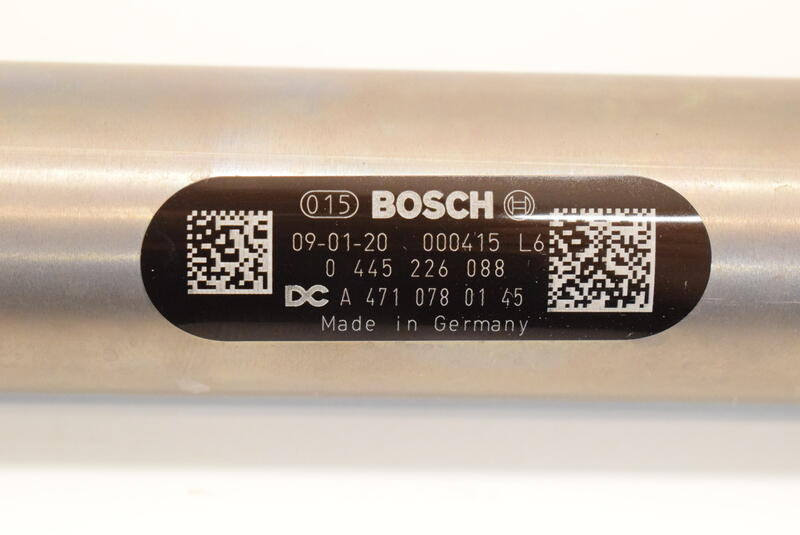 015 BOSCH
09-01-20 000415 L6
0 445 226 088
DC A 471 078 01 45
Made in Germany